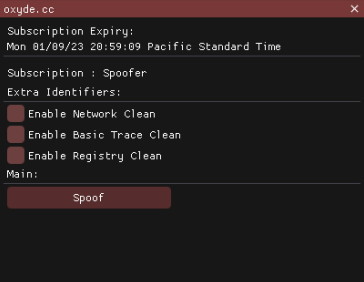 oxyde.cc
Subscription Expiry:
Mon 01/09/23 20:59:09 Pacific Standard Time
Subscription : Spoofer
Extra Identifiers:
Enable Network Clean
Enable Basic Trace Clean
Enable Registry Clean
Main:
Spoof